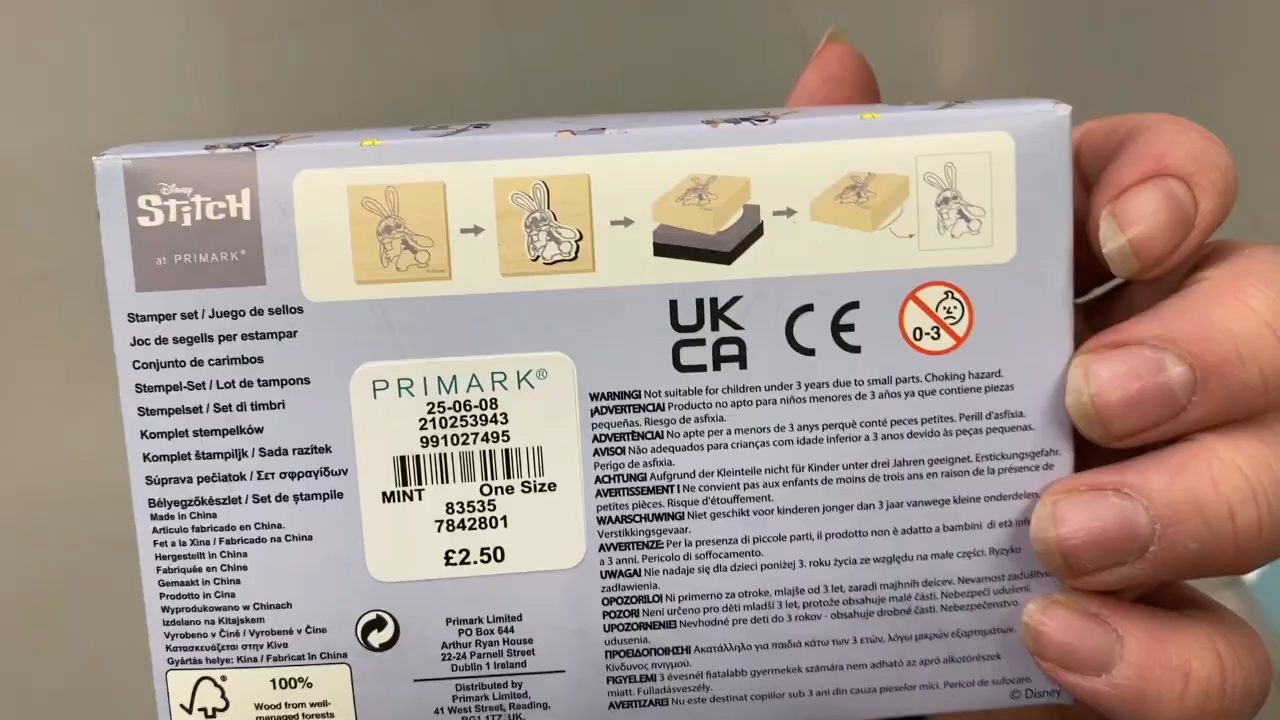 Disney
StitcH
at PRIMARK®
© Disney
UK
CA
CE
0-3
Stamper set / Juego de sellos
Joc de segells per estampar
Conjunto de carimbos
Stempel-Set / Lot de tampons
Stempelset / Set di timbri
Komplet stempelków
Komplet štampiljk / Sada razítek
Súprava pečiatok / Σετ σφραγίδων
Bélyegzőkészlet / Set de ștampile
Made in China
Artículo fabricado en China.
Fet a la Xina / Fabricado na China
Hergestellt in China
Fabriquée en Chine
Gemaakt in China
Prodotto in Cina
Wyprodukowano w Chinach
Izdelano na Kitajskem
Vyrobeno v Číně / Vyrobené v Číne
Κατασκευάζεται στην Κίνα
Gyártás helye: Kína / Fabricat în China
100%
Wood from well-
managed forests
PRIMARK®
25-06-08
210253943
991027495
MINT One Size
83535
7842801
£2.50
Primark Limited
PO Box 644
Arthur Ryan House
22-24 Parnell Street
Dublin 1 Ireland
Distributed by
Primark Limited,
41 West Street, Reading,
RG1 1TZ, UK.
WARNING! Not suitable for children under 3 years due to small parts. Choking hazard.
¡ADVERTENCIA! Producto no apto para niños menores de 3 años ya que contiene piezas
pequeñas. Riesgo de asfixia.
ADVERTÈNCIA! No apte per a menors de 3 anys perquè conté peces petites. Perill d'asfíxia.
AVISO! Não adequados para crianças com idade inferior a 3 anos devido às peças pequenas.
Perigo de asfixia.
ACHTUNG! Aufgrund der Kleinteile nicht für Kinder unter drei Jahren geeignet. Erstickungsgefahr.
AVERTISSEMENT ! Ne convient pas aux enfants de moins de trois ans en raison de la présence de
petites pièces. Risque d'étouffement.
WAARSCHUWING! Niet geschikt voor kinderen jonger dan 3 jaar vanwege kleine onderdelen.
Verstikkingsgevaar.
AVVERTENZE: Per la presenza di piccole parti, il prodotto non è adatto a bambini di età
a 3 anni. Pericolo di soffocamento.
UWAGA! Nie nadaje się dla dzieci poniżej 3. roku życia ze względu na małe części. Ryzyko
zadławienia.
OPOZORILO! Ni primerno za otroke, mlajše od 3 let, zaradi majhnih delcev. Nevarnost zadušitve.
POZOR! Není určeno pro děti mladší 3 let, protože obsahuje malé části. Nebezpečí udušení.
UPOZORNENIE! Nevhodné pre deti do 3 rokov - obsahuje drobné časti. Nebezpečenstvo
udusenia.
ΠΡΟΕΙΔΟΠΟΙΗΣΗ! Ακατάλληλο για παιδιά κάτω των 3 ετών, λόγω μικρών εξαρτημάτων.
Κίνδυνος πνιγμού.
FIGYELEM! 3 évesnél fiatalabb gyermekek számára nem adható az apró alkotórészek
miatt. Fulladásveszély.
AVERTIZARE! Nu este destinat copiilor sub 3 ani din cauza pieselor mici. Pericol de sufocare.
© Disney